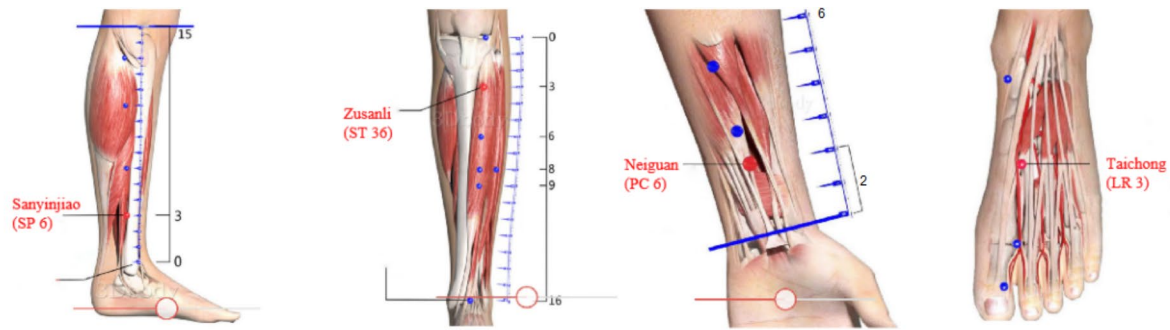 15
3
0
Sanyinjiao
(SP 6)
0
3
6
8
9
16
Zusanli
(ST 36)
6
2
Neiguan
(PC 6)
Taichong
(LR 3)